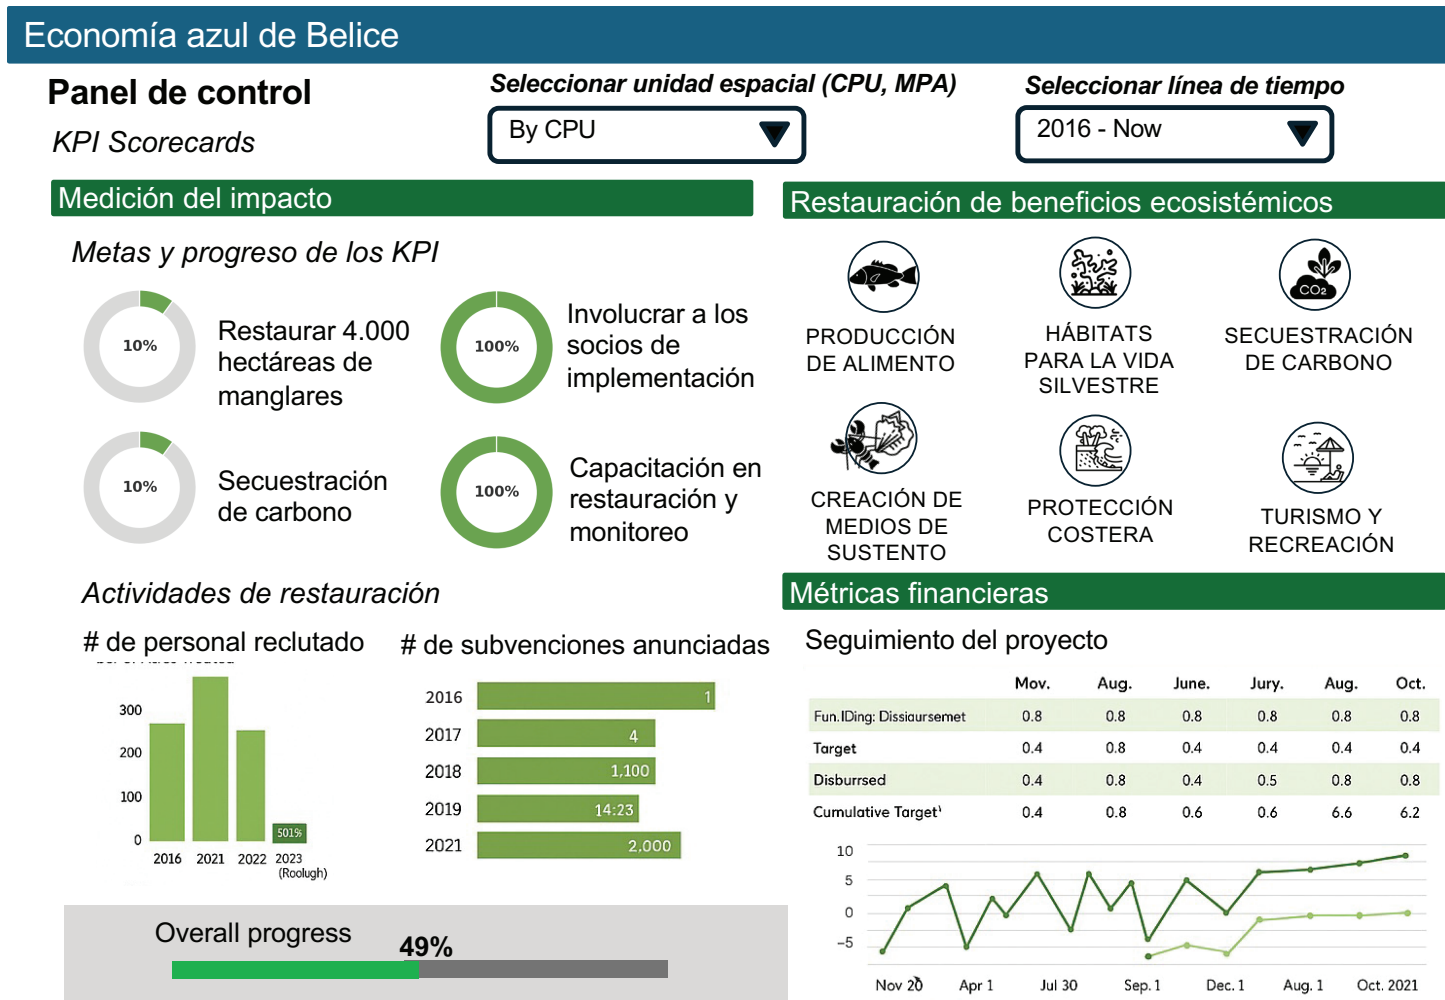 Economía azul de Belice
Panel de control
KPI Scorecards
Seleccionar unidad espacial (CPU, MPA)
By CPU
Seleccionar línea de tiempo
2016 - Now
Medición del impacto
Metas y progreso de los KPI
10%
Restaurar 4.000
hectáreas de
manglares
100%
Involucrar a los
socios de
implementación
10%
Secuestración
de carbono
100%
Capacitación en
restauración y
monitoreo
Actividades de restauración
# de personal reclutado
300
200
100
0
501%
2016 2021 2022 2023
(Roolugh)
# de subvenciones anunciadas
2016 1
2017 4
2018 1,100
2019 14:23
2021 2,000
Overall progress
49%
Restauración de beneficios ecosistémicos
PRODUCCIÓN
DE ALIMENTO
HÁBITATS
PARA LA VIDA
SILVESTRE
CO2
SECUESTRACIÓN
DE CARBONO
CREACIÓN DE
MEDIOS DE
SUSTENTO
PROTECCIÓN
COSTERA
TURISMO Y
RECREACIÓN
Métricas financieras
Seguimiento del proyecto
Mov. Aug. June. Jury. Aug. Oct.
Fun.IDing: Dissiaursemet 0.8 0.8 0.8 0.8 0.8 0.8
Target 0.4 0.8 0.4 0.4 0.4 0.4
Disburrsed 0.4 0.8 0.4 0.5 0.8 0.8
Cumulative Target¹ 0.4 0.8 0.6 0.6 6.6 6.2
10
5
0
–5
Nov 20 Apr 1 Jul 30 Sep. 1 Dec. 1 Aug. 1 Oct. 2021